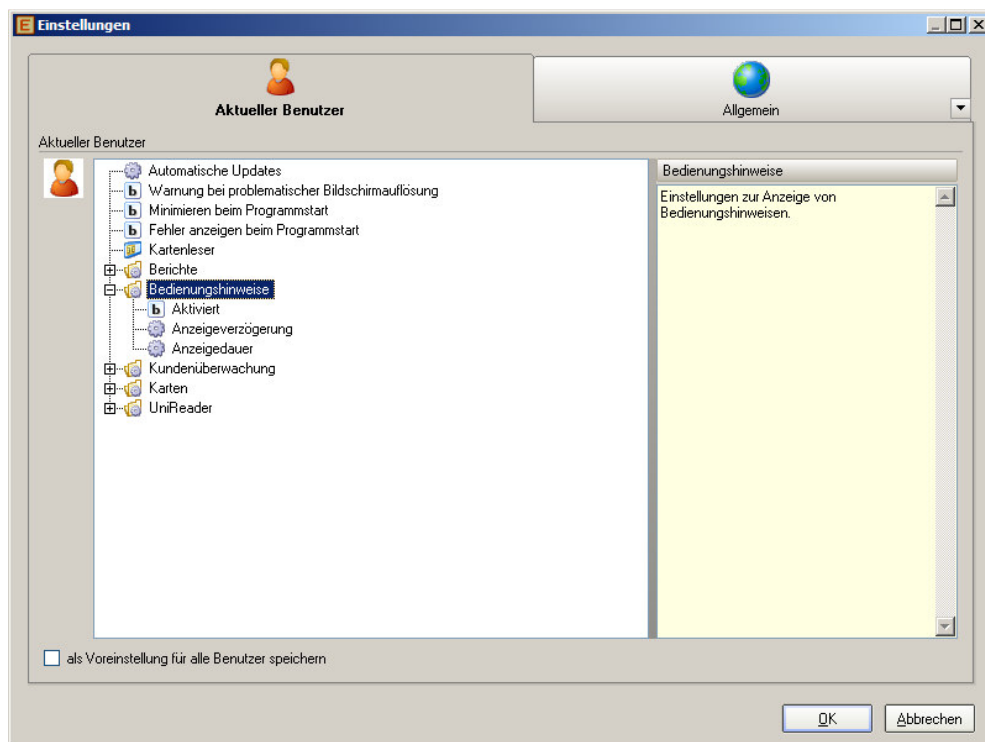 Einstellungen
Aktueller Benutzer
Allgemein
Aktueller Benutzer
Automatische Updates
Warnung bei problematischer Bildschirmauflösung
Minimieren beim Programmstart
Fehler anzeigen beim Programmstart
Kartenleser
Berichte
Bedienungshinweise
Aktiviert
Anzeigeverzögerung
Anzeigedauer
Kundenüberwachung
Karten
UniReader
Bedienungshinweise
Einstellungen zur Anzeige von
Bedienungshinweisen.
als Voreinstellung für alle Benutzer speichern
OK
Abbrechen